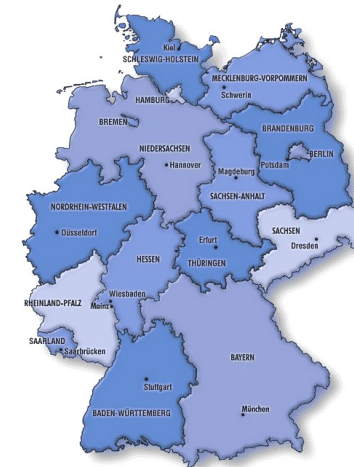 Kiel
SCHLESWIG-HOLSTEIN
MECKLENBURG-VORPOMMERN
Schwerin
HAMBURG
BREMEN
BRANDENBURG
NIEDERSACHSEN
BERLIN
Potsdam
Hannover
Magdeburg
SACHSEN-ANHALT
NORDRHEIN-WESTFALEN
Düsseldorf
SACHSEN
Dresden
Erfurt
THÜRINGEN
HESSEN
Wiesbaden
Mainz
RHEINLAND-PFALZ
SAARLAND
Saarbrücken
BAYERN
Stuttgart
BADEN-WÜRTTEMBERG
München